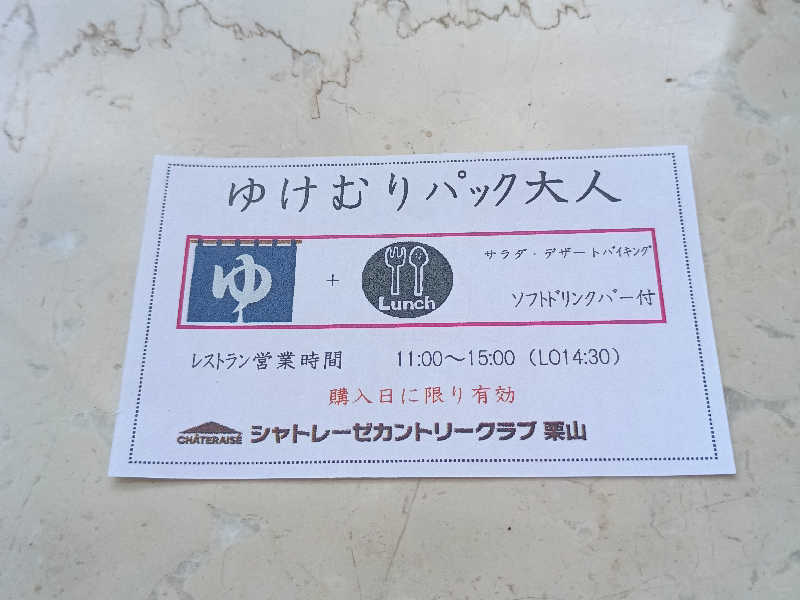 ゆけむりパック大人
ゆ
+
Lunch
サラダ・デザートバイキング
ソフトドリンクバー付
レストラン営業時間 11:00～15:00（LO14:30）
購入日に限り有効
CHÂTERAISÉ シャトレーゼカントリークラブ 栗山